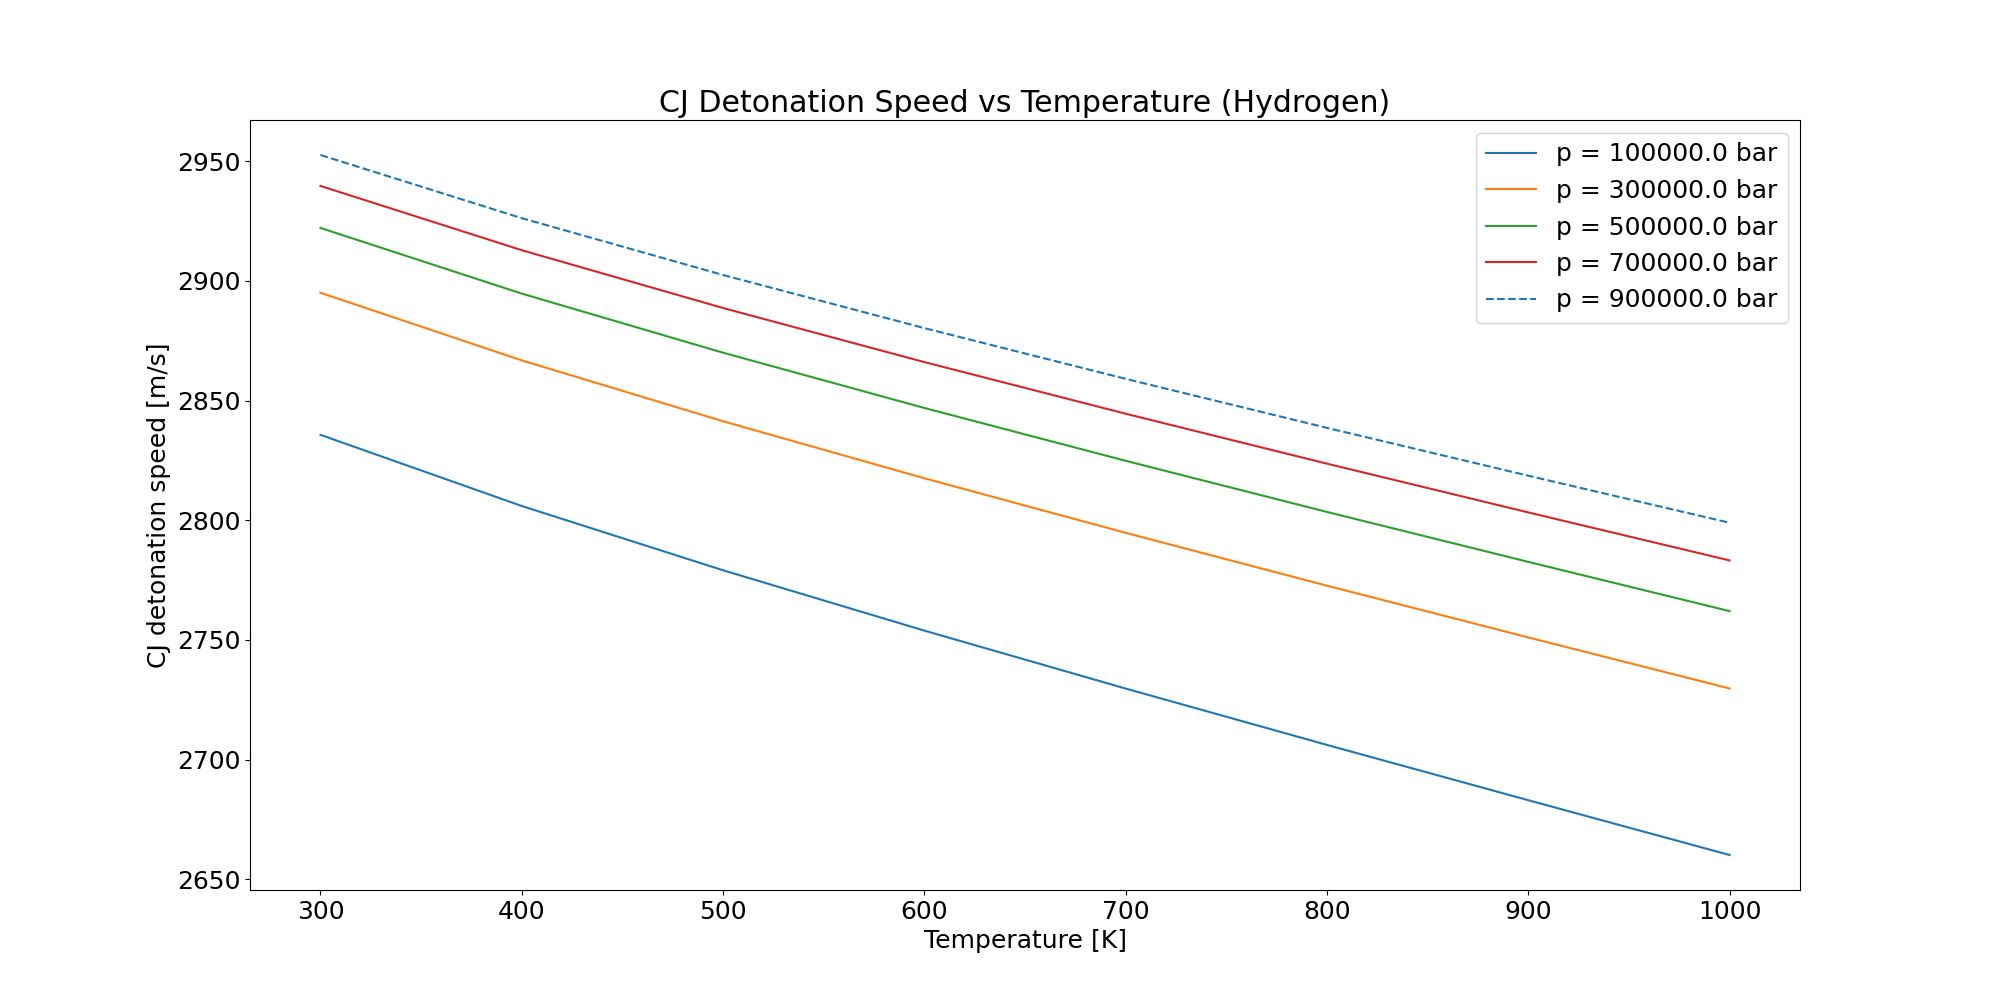 CJ Detonation Speed vs Temperature (Hydrogen)
p = 100000.0 bar
p = 300000.0 bar
p = 500000.0 bar
p = 700000.0 bar
p = 900000.0 bar
CJ detonation speed [m/s]
2950
2900
2850
2800
2750
2700
2650
300 400 500 600 700 800 900 1000
Temperature [K]